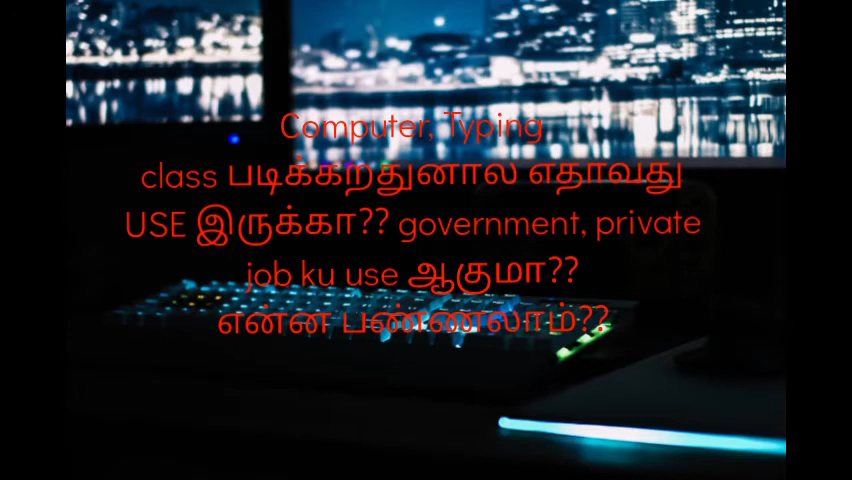 Computer, Typing
class படிக்கறதுனால எதாவது
USE இருக்கா?? government, private
job ku use ஆகுமா??
என்ன பண்ணலாம்??